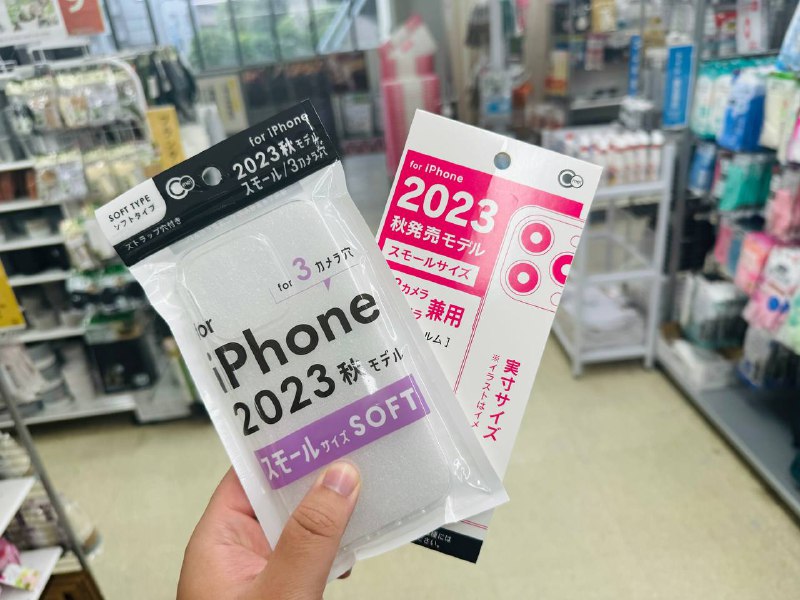 for iPhone
2023秋モデル
スモール/3カメラ穴
SOFT TYPE
ソフトタイプ
ストラップ穴付き
for 3 カメラ穴
for
iPhone
2023 秋 モデル
スモールサイズ SOFT
for iPhone
2023
秋発売モデル
スモールサイズ
カメラ
兼用
ルム]
実寸サイズ
※イラストはイメ